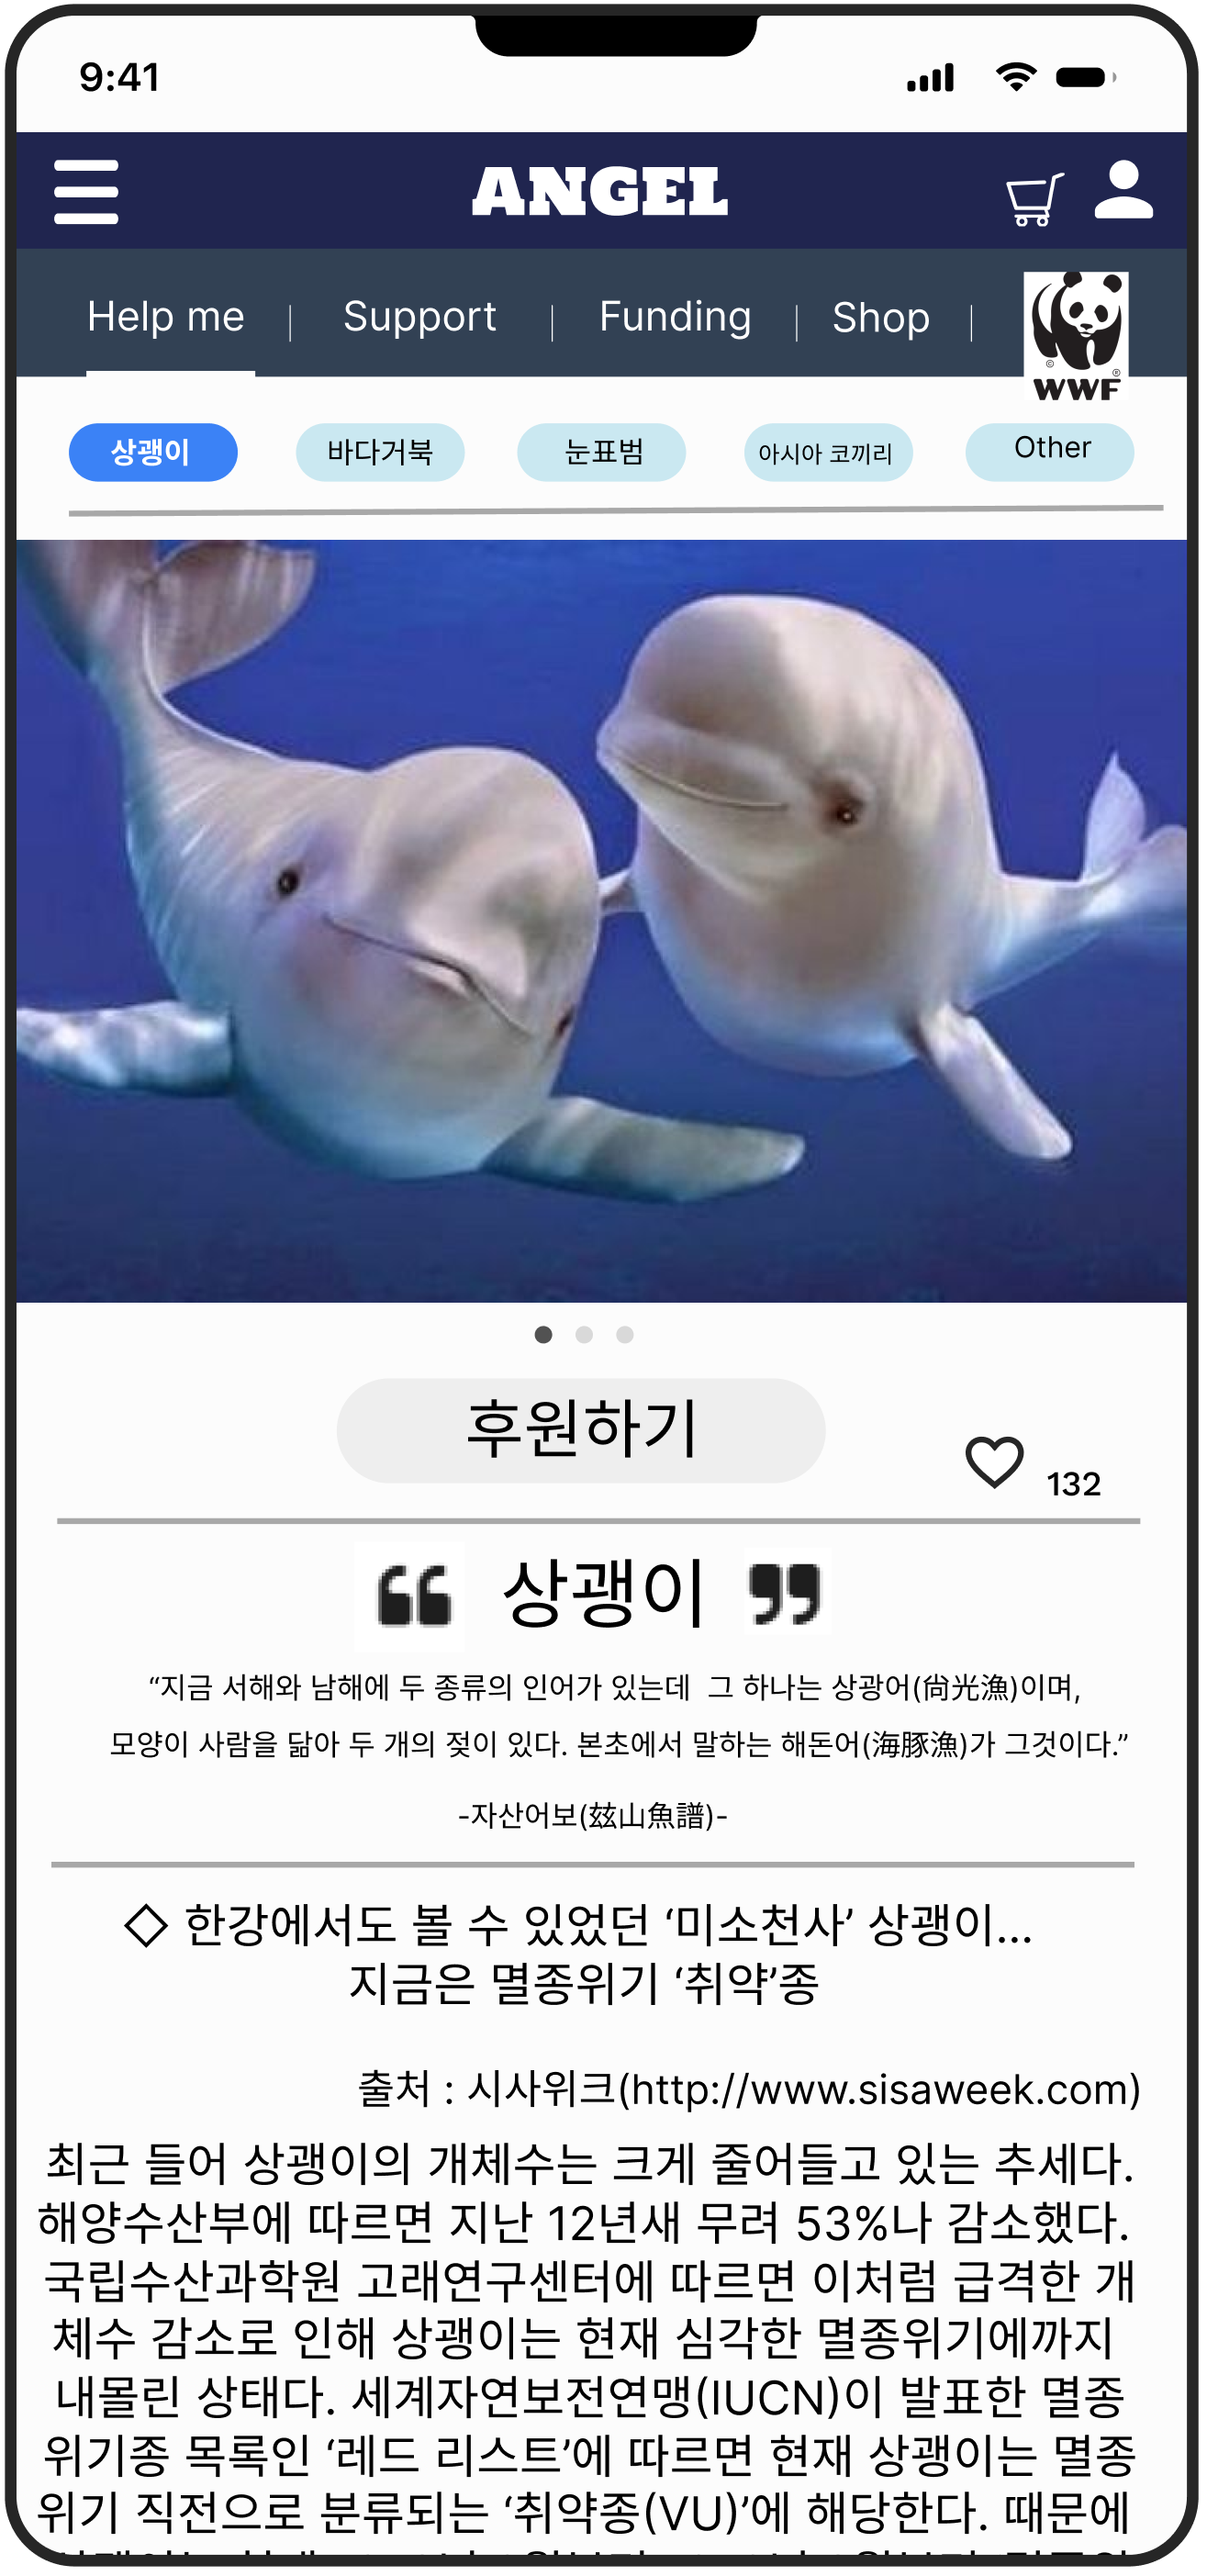 9:41
ANGEL
Help me | Support | Funding | Shop |
WWF
상괭이 바다거북 눈표범 아시아 코끼리 Other
후원하기
132
“ 상괭이 ”
“지금 서해와 남해에 두 종류의 인어가 있는데 그 하나는 상광어(尙光漁)이며,
모양이 사람을 닮아 두 개의 젖이 있다. 본초에서 말하는 해돈어(海豚漁)가 그것이다.”
-자산어보(玆山魚譜)-
◇ 한강에서도 볼 수 있었던 ‘미소천사’ 상괭이...
지금은 멸종위기 ‘취약’종
출처 : 시사위크(http://www.sisaweek.com)
최근 들어 상괭이의 개체수는 크게 줄어들고 있는 추세다.
해양수산부에 따르면 지난 12년새 무려 53%나 감소했다.
국립수산과학원 고래연구센터에 따르면 이처럼 급격한 개
체수 감소로 인해 상괭이는 현재 심각한 멸종위기에까지
내몰린 상태다. 세계자연보전연맹(IUCN)이 발표한 멸종
위기종 목록인 ‘레드 리스트’에 따르면 현재 상괭이는 멸종
위기 직전으로 분류되는 ‘취약종(VU)’에 해당한다. 때문에